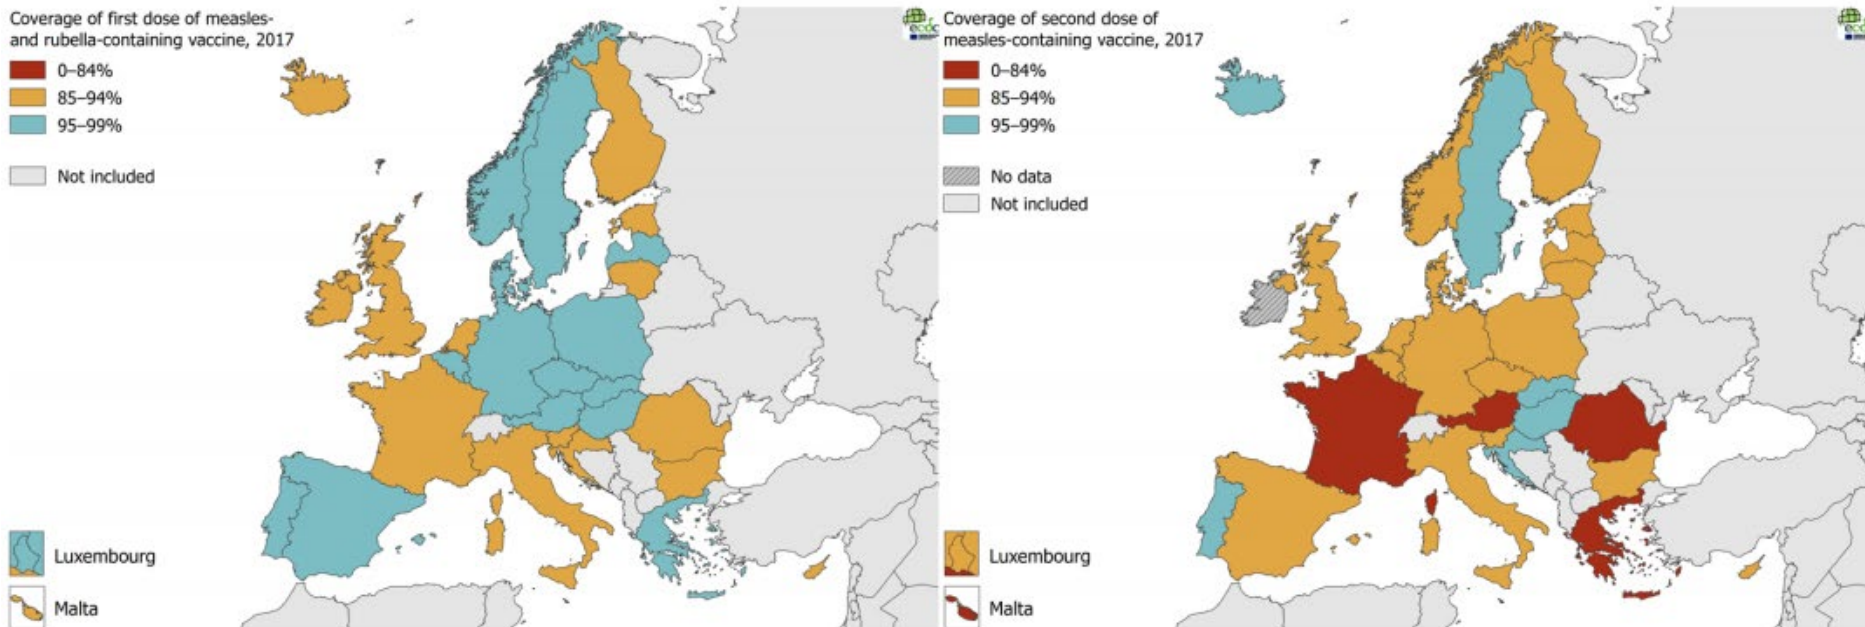 Coverage of first dose of measles-
and rubella-containing vaccine, 2017
0–84%
85–94%
95–99%
Not included
Luxembourg
Malta
ecdc
Coverage of second dose of
measles-containing vaccine, 2017
0–84%
85–94%
95–99%
No data
Not included
Luxembourg
Malta